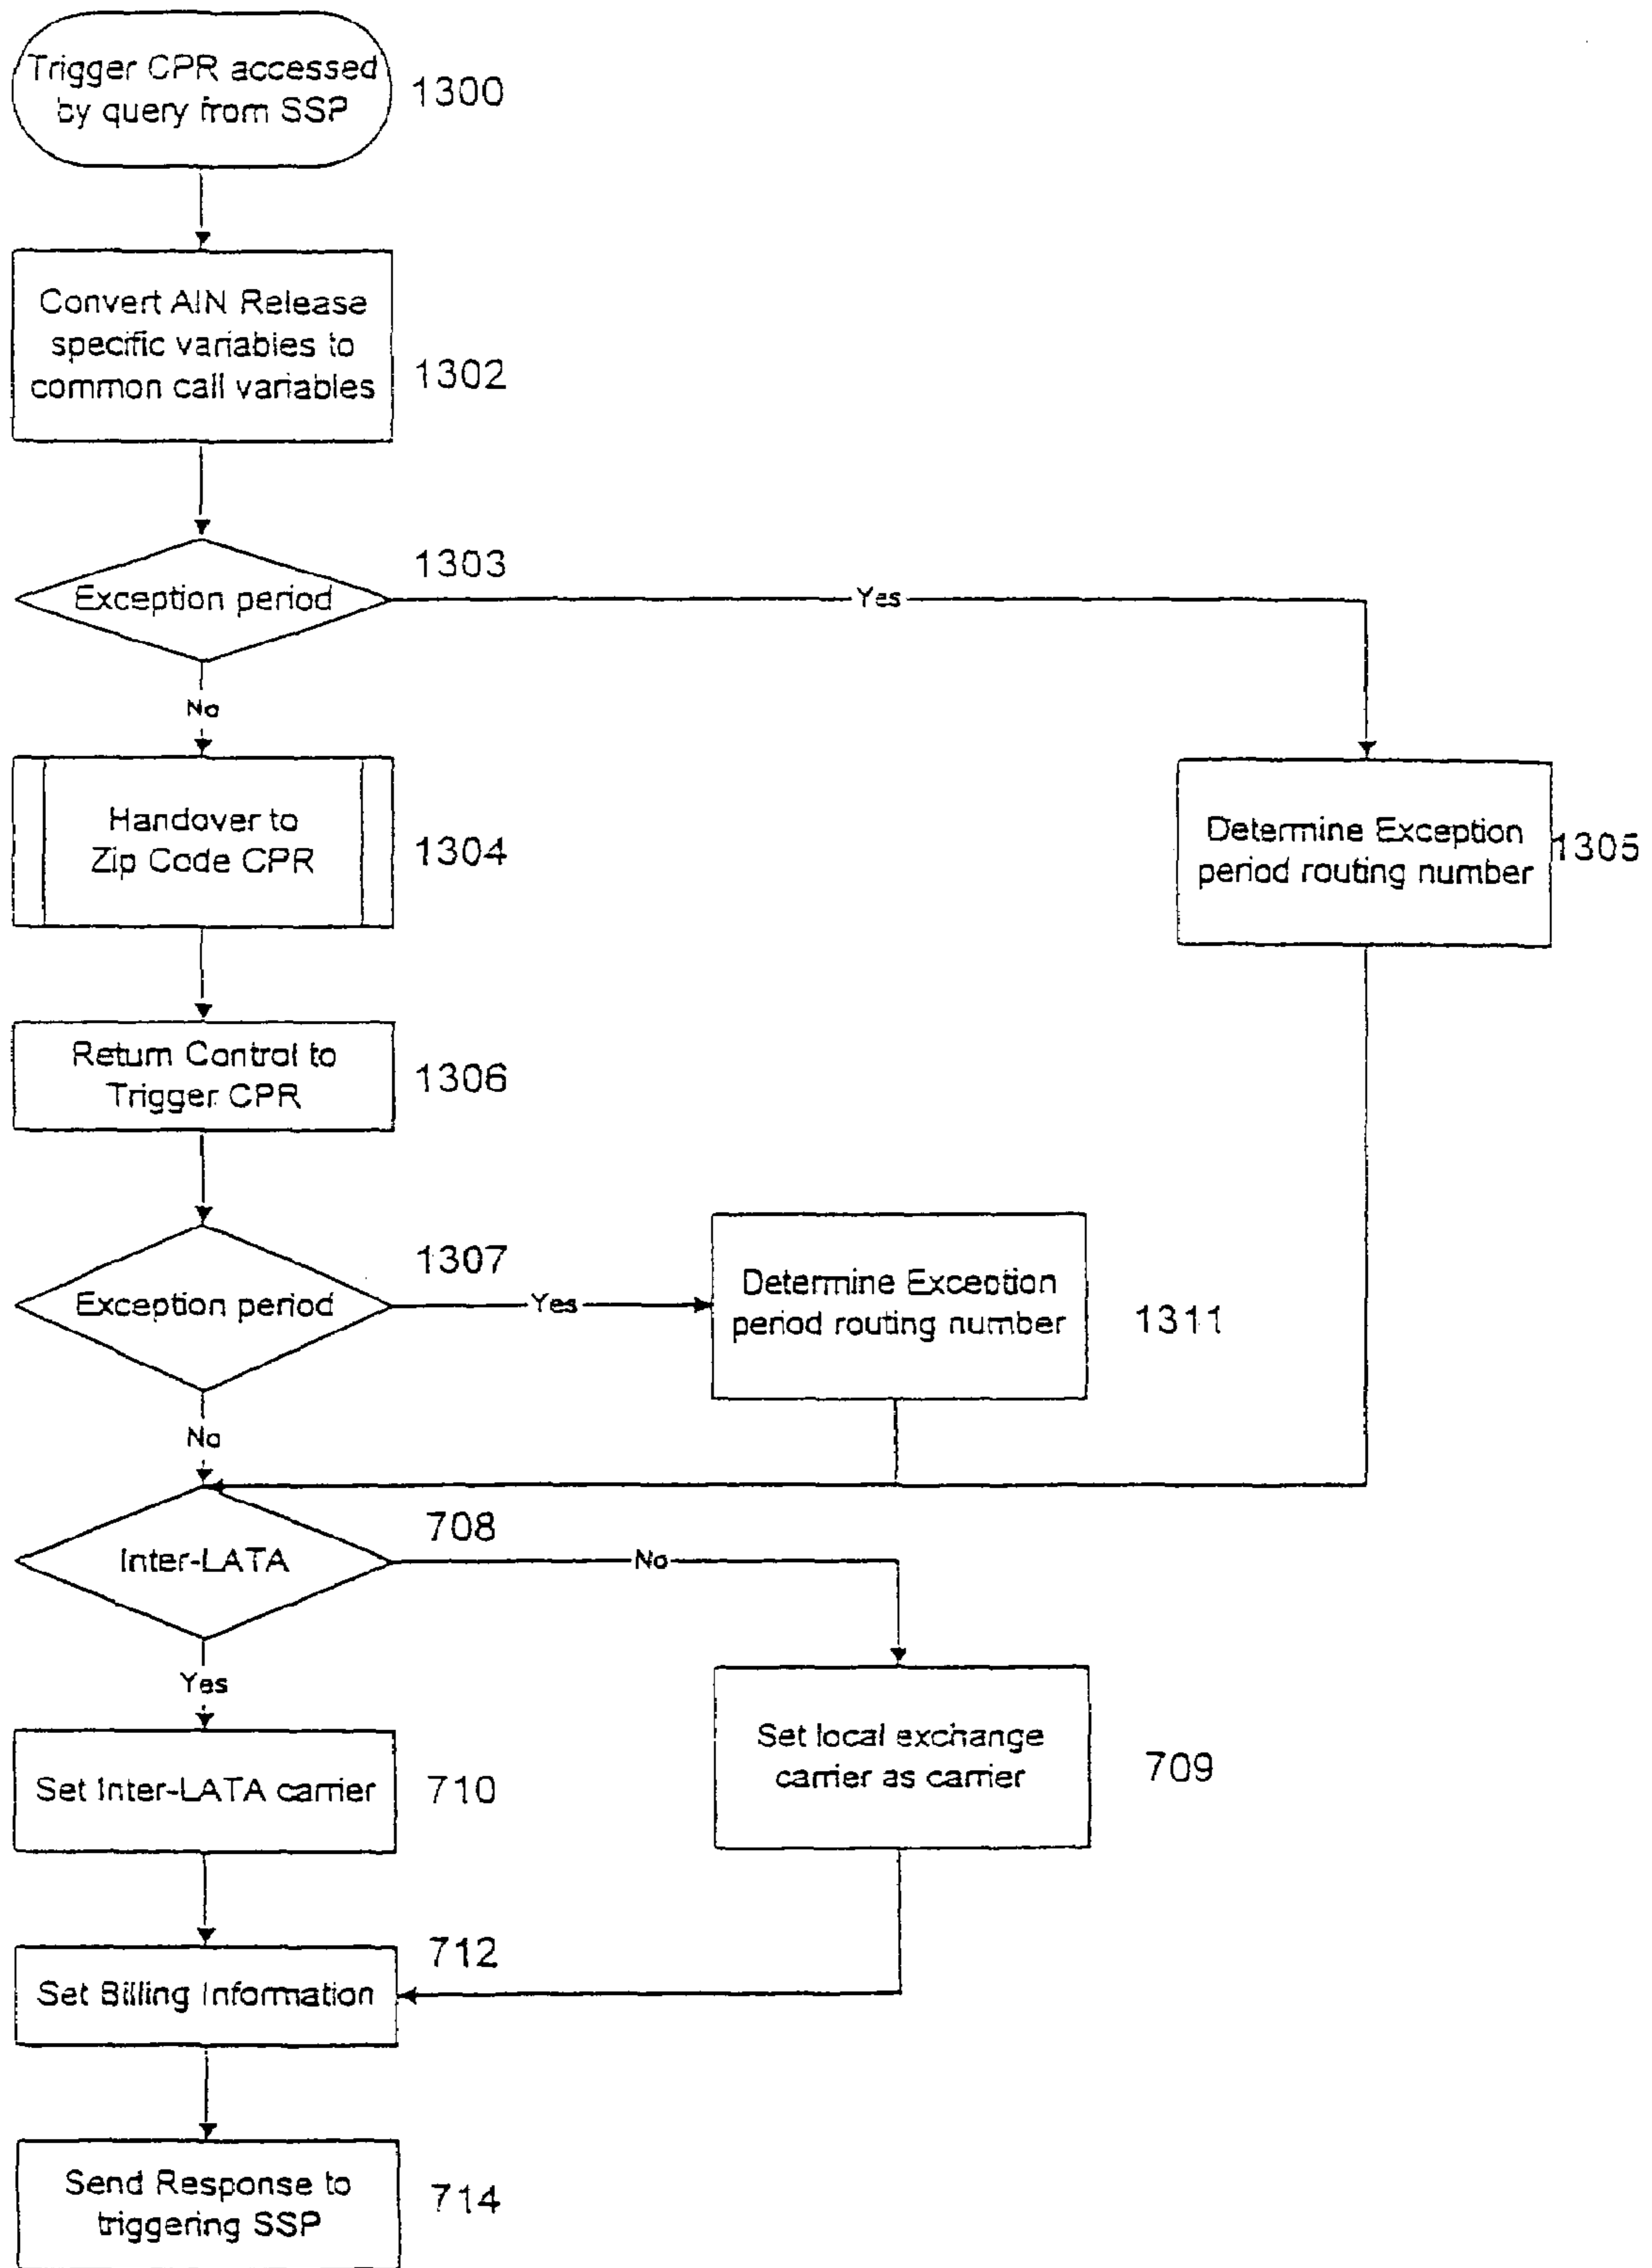 Trigger CPR accessed
by query from SSP
1300
Convert AIN Release
specific variables to
common call variables
1302
Exception period
1303
Yes
No
Handover to
Zip Code CPR
1304
Determine Exception
period routing number
1305
Return Control to
Trigger CPR
1306
Exception period
1307
Yes
Determine Exception
period routing number
1311
No
Inter-LATA
708
No
Yes
Set Inter-LATA carrier
710
Set local exchange
carrier as carrier
709
Set Billing Information
712
Send Response to
triggering SSP
714